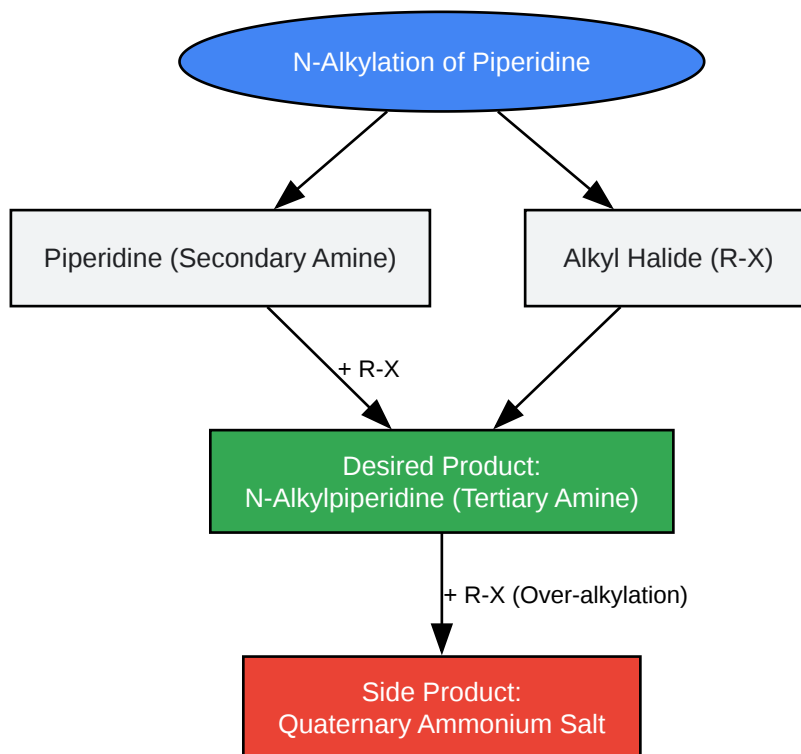 N-Alkylation of Piperidine
Piperidine (Secondary Amine)
Alkyl Halide (R-X)
+ R-X
Desired Product:
N-Alkylpiperidine (Tertiary Amine)
+ R-X (Over-alkylation)
Side Product:
Quaternary Ammonium Salt